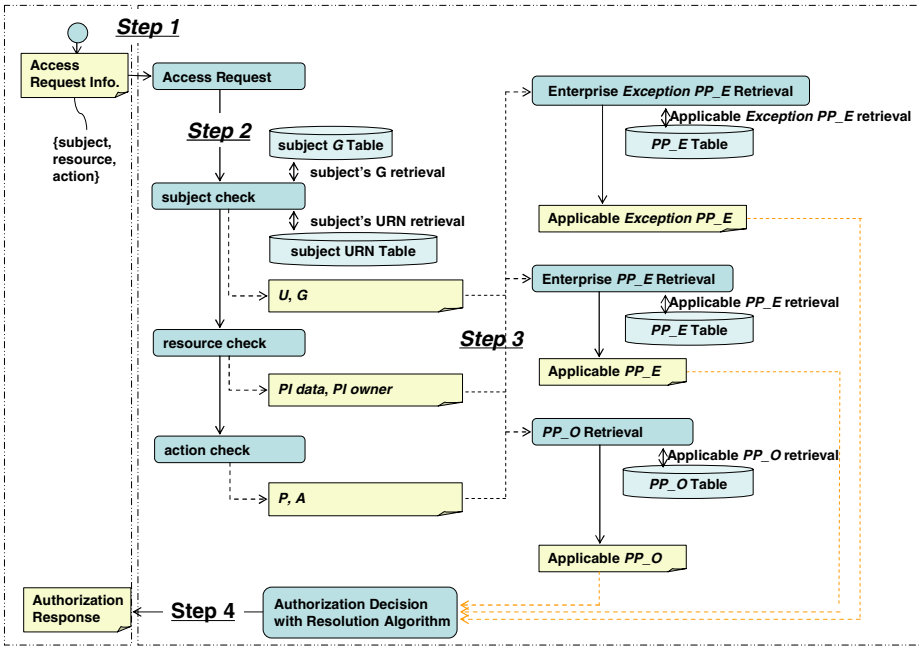 Step 1
Access
Request Info.
{subject,
resource,
action}
Access Request
Step 2
subject G Table
subject's G retrieval
subject check
subject's URN retrieval
subject URN Table
U, G
resource check
PI data, PI owner
action check
P, A
Step 3
Enterprise Exception PP_E Retrieval
Applicable Exception PP_E retrieval
PP_E Table
Applicable Exception PP_E
Enterprise PP_E Retrieval
Applicable PP_E retrieval
PP_E Table
Applicable PP_E
PP_O Retrieval
Applicable PP_O retrieval
PP_O Table
Applicable PP_O
Authorization Decision
with Resolution Algorithm
Step 4
Authorization
Response